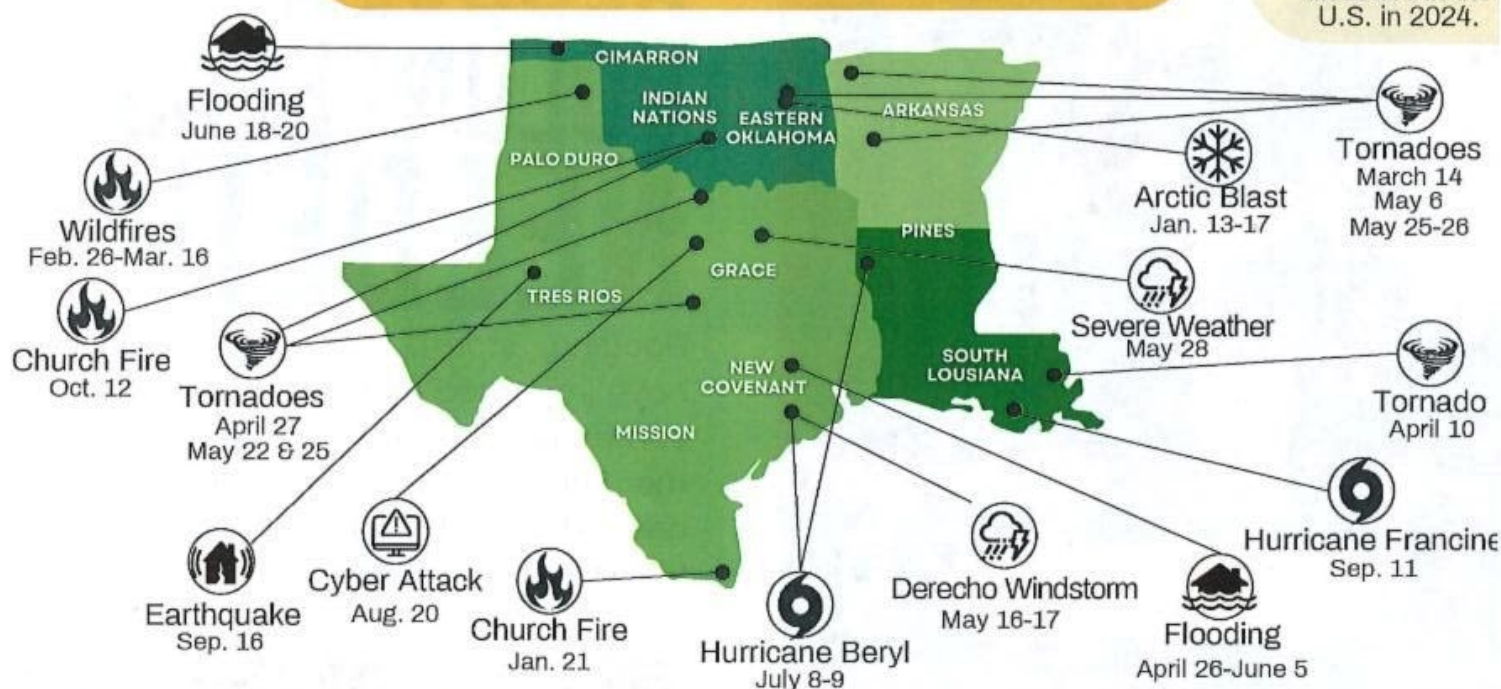 U.S. in 2024.
Flooding
June 18-20
Wildfires
Feb. 26-Mar. 16
Church Fire
Oct. 12
Tornadoes
April 27
May 22 & 25
Earthquake
Sep. 16
Cyber Attack
Aug. 20
Church Fire
Jan. 21
Hurricane Beryl
July 8-9
Derecho Windstorm
May 16-17
Flooding
April 26-June 5
Hurricane Francine
Sep. 11
Tornado
April 10
Severe Weather
May 28
Arctic Blast
Jan. 13-17
Tornadoes
March 14
May 6
May 25-26
CIMARRON
INDIAN
NATIONS
EASTERN
OKLAHOMA
ARKANSAS
PALO DURO
PINES
GRACE
TRES RIOS
NEW
COVENANT
SOUTH
LOUSIANA
MISSION